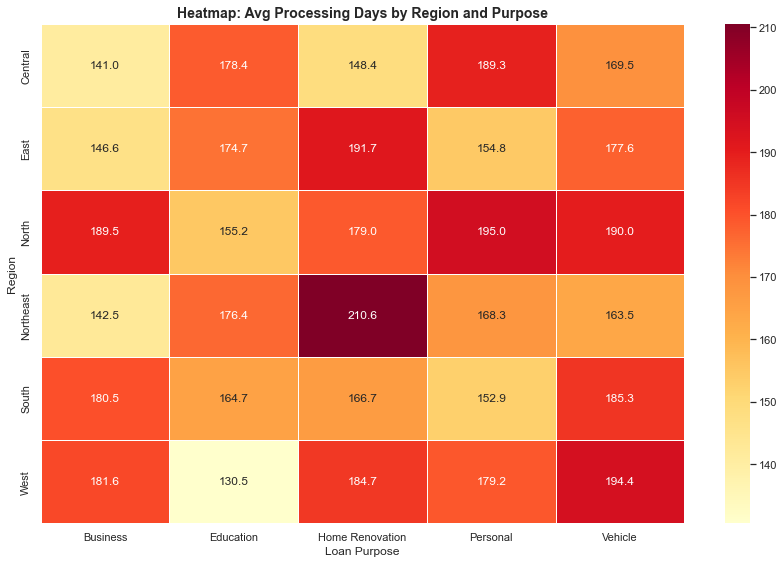 Heatmap: Avg Processing Days by Region and Purpose
Region
Central 141.0 178.4 148.4 189.3 169.5
East 146.6 174.7 191.7 154.8 177.6
North 189.5 155.2 179.0 195.0 190.0
Northeast 142.5 176.4 210.6 168.3 163.5
South 180.5 164.7 166.7 152.9 185.3
West 181.6 130.5 184.7 179.2 194.4
Business Education Home Renovation Personal Vehicle
Loan Purpose
210
200
190
180
170
160
150
140